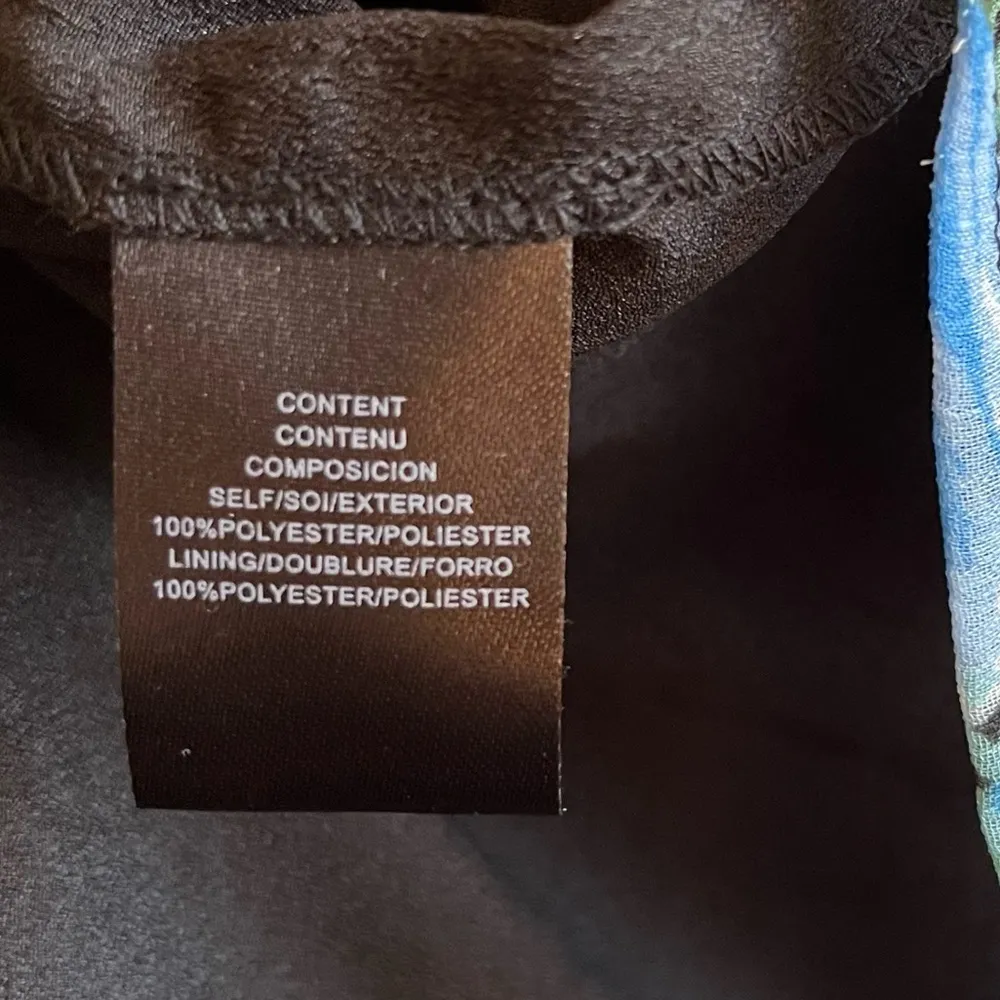 CONTENT
CONTENU
COMPOSICION
SELF/SOI/EXTERIOR
100%POLYESTER/POLIESTER
LINING/DOUBLURE/FORRO
100%POLYESTER/POLIESTER